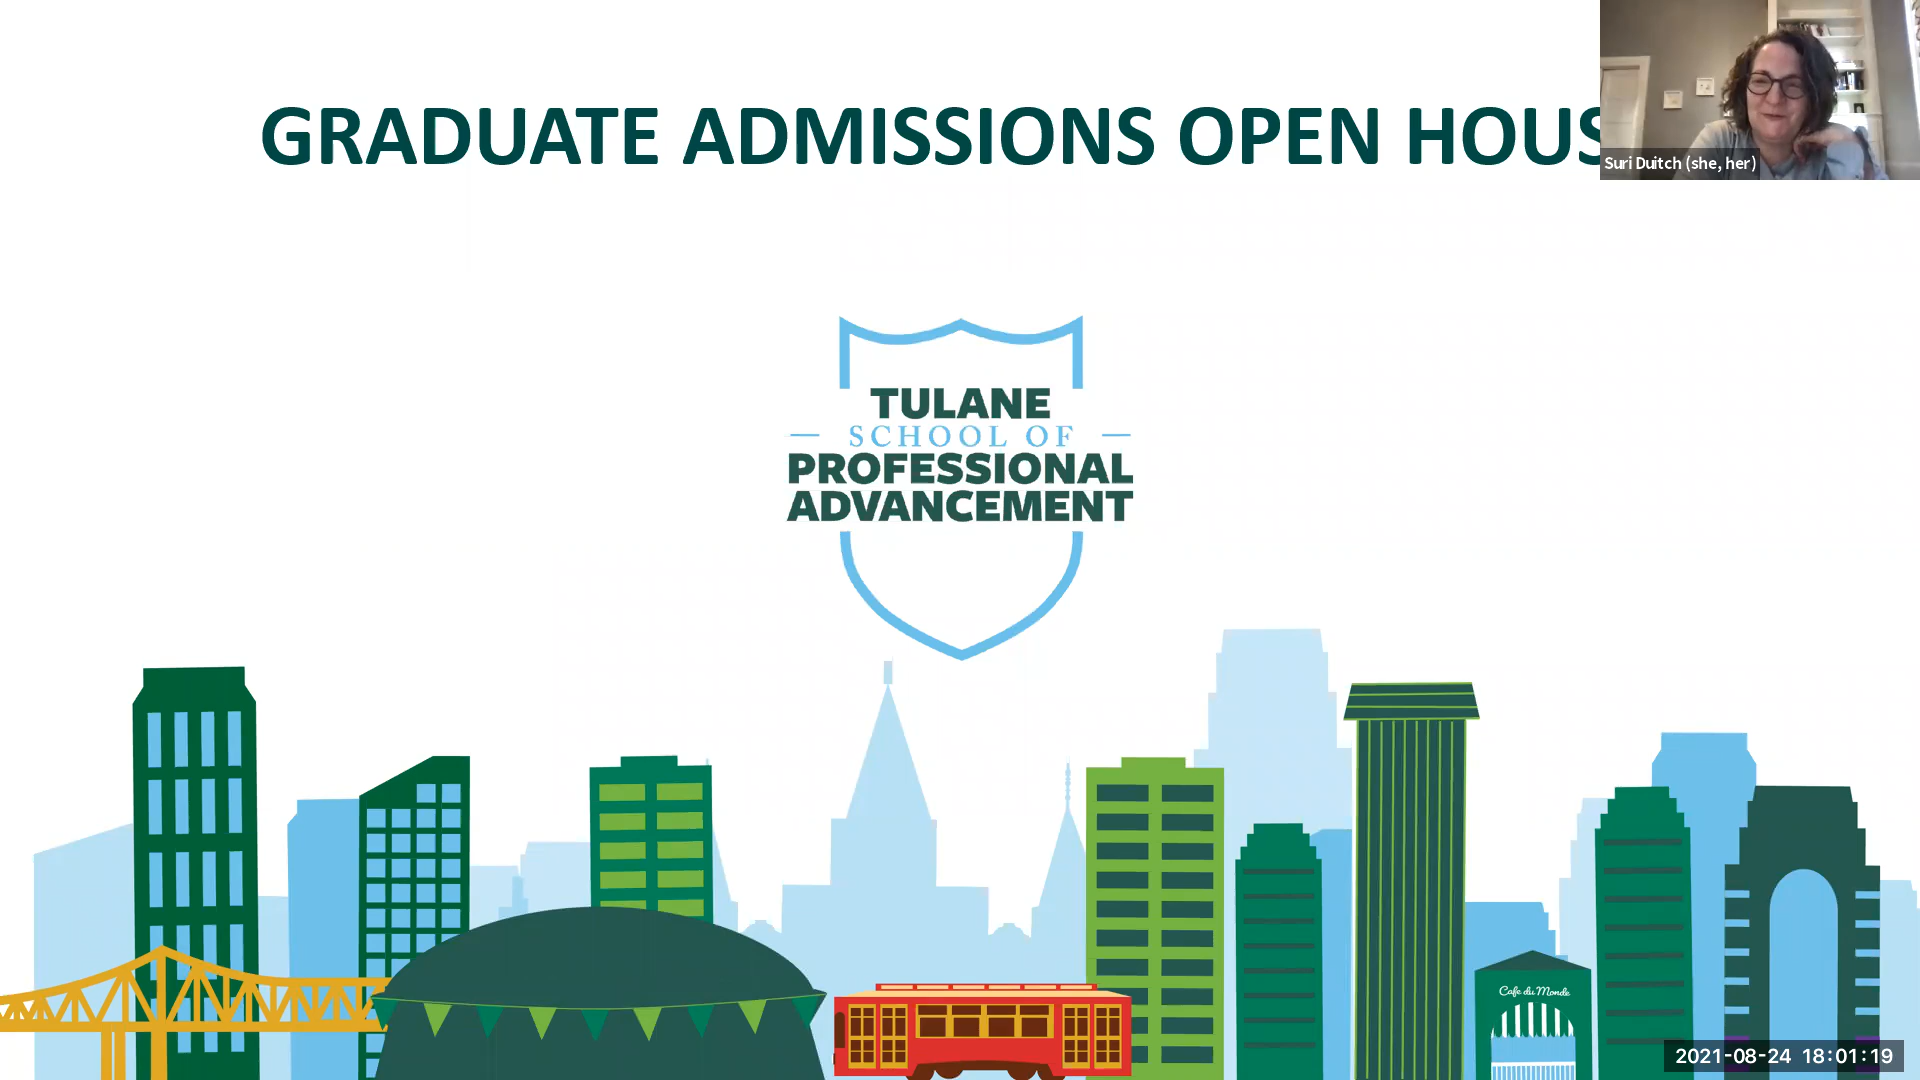 GRADUATE ADMISSIONS OPEN HOUS
Suri Duitch (she, her)
TULANE
SCHOOL OF
PROFESSIONAL
ADVANCEMENT
Cafe du Monde
2021-08-24 18:01:19